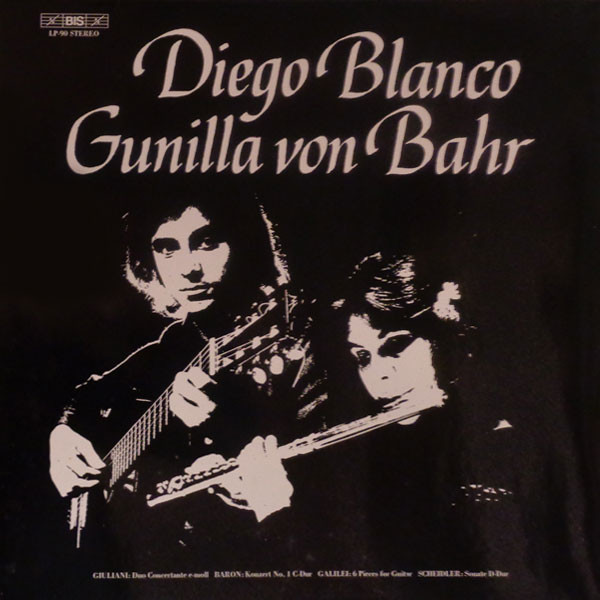 BIS
LP-90 STEREO
Diego Blanco
Gunilla von Bahr
GIULIANI: Duo Concertante e-moll BARON: Konzert No. 1 C-Dur GALILEI: 6 Pieces for Guitar SCHEIDLER: Sonate D-Dur